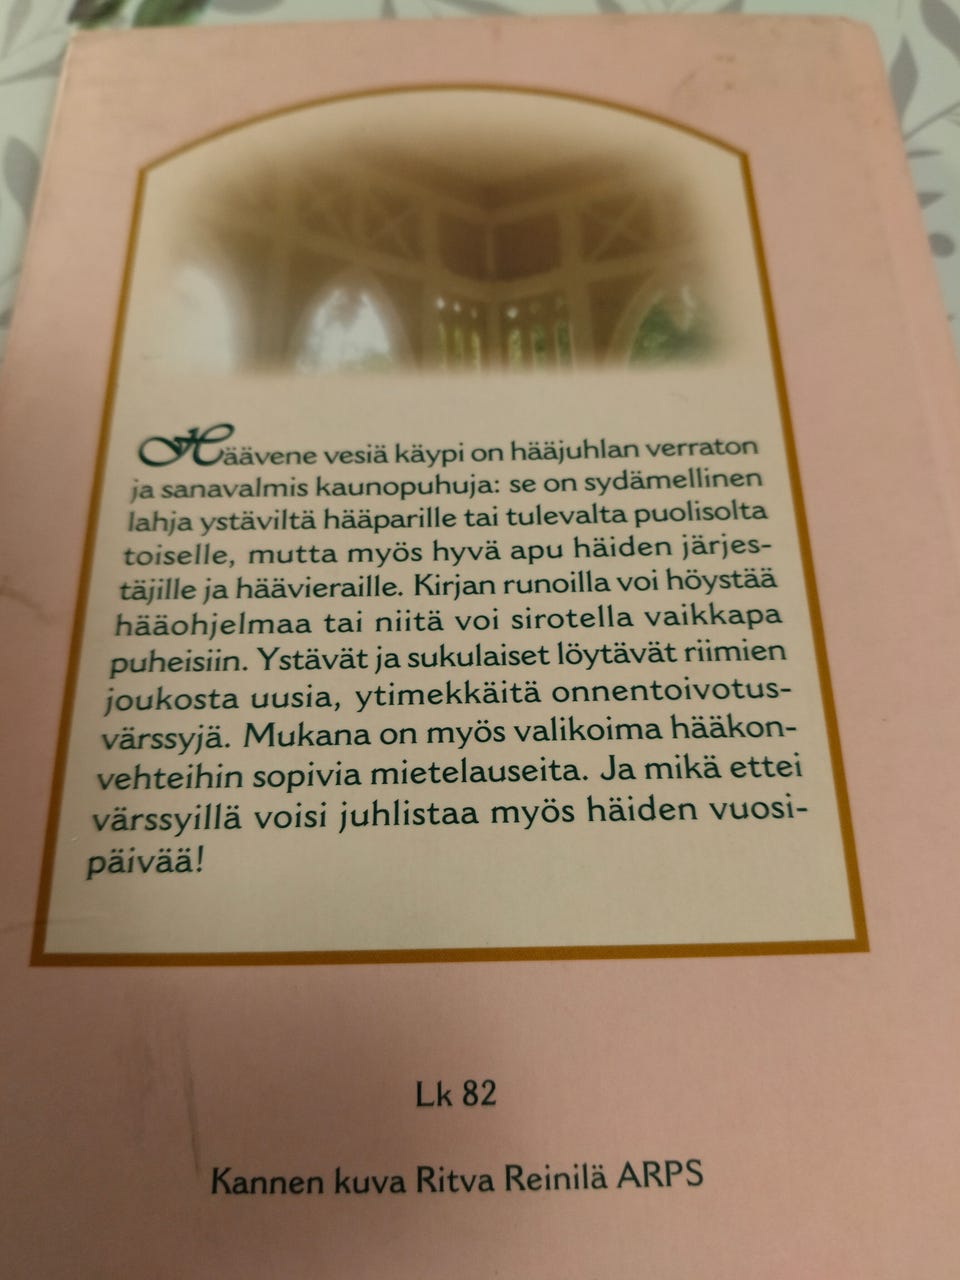 Häävene vesiä käypi on hääjuhlan verraton
ja sanavalmis kaunopuhuja: se on sydämellinen
lahja ystäviltä hääparille tai tulevalta puolisolta
toiselle, mutta myös hyvä apu häiden järjes-
täjille ja häävieraille. Kirjan runoilla voi höystää
hääohjelmaa tai niitä voi sirotella vaikkapa
puheisiin. Ystävät ja sukulaiset löytävät riimien
joukosta uusia, ytimekkäitä onnentoivotus-
värssyjä. Mukana on myös valikoima hääkon-
vehteihin sopivia mietelauseita. Ja mikä ettei
värssyillä voisi juhlistaa myös häiden vuosi-
päivää!
Lk 82
Kannen kuva Ritva Reinilä ARPS